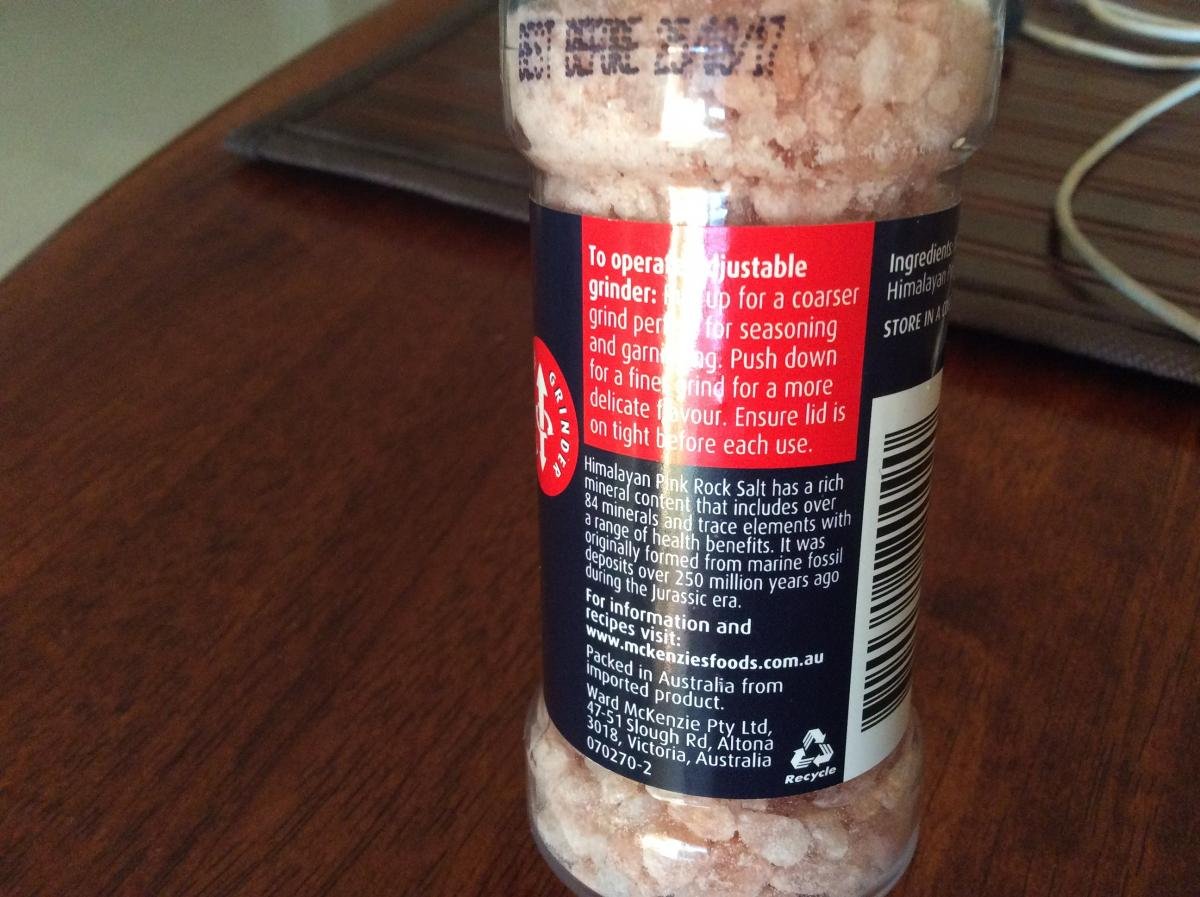 BEST BEFORE
To operate adjustable
grinder: up for a coarser
grind perfect for seasoning
and garnishing. Push down
for a finer grind for a more
delicate flavour. Ensure lid is
on tight before each use.
GRINDER
Himalayan Pink Rock Salt has a rich
mineral content that includes over
84 minerals and trace elements with
a range of health benefits. It was
originally formed from marine fossil
deposits over 250 million years ago
during the Jurassic era.
For information and
recipes visit:
www.mckenziesfoods.com.au
Packed in Australia from
imported product.
Ward McKenzie Pty Ltd,
47-51 Slough Rd, Altona
3018, Victoria, Australia
070270-2
Recycle
Ingredients:
Himalayan
STORE IN A